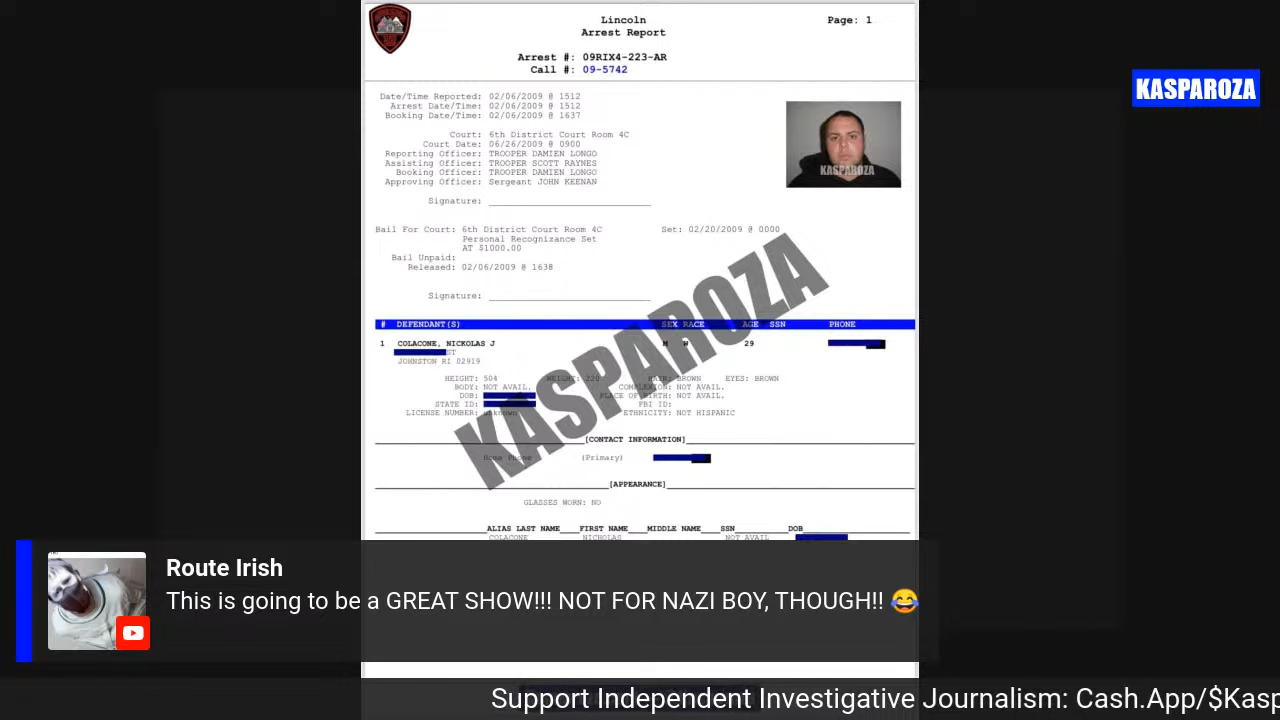 Lincoln
Page: 1
Arrest Report
Arrest #: 09RIX4-223-AR
Call #: 09-5742
KASPAROZA
Date/Time Reported: 02/06/2009 @ 1512
Arrest Date/Time: 02/06/2009 @ 1512
Booking Date/Time: 02/06/2009 @ 1637
Court: 6th District Court Room 4C
Court Date: 06/26/2009 @ 0900
Reporting Officer: TROOPER DAMIEN LONGO
Assisting Officer: TROOPER SCOTT RAYNES
Booking Officer: TROOPER DAMIEN LONGO
Approving Officer: Sergeant JOHN KEENAN
KASPAROZA
Signature:
Bail For Court: 6th District Court Room 4C Set: 02/20/2009 @ 0000
Personal Recognizance Set
AT $1000.00
Bail Unpaid:
Released: 02/06/2009 @ 1638
Signature:
KASPAROZA
# DEFENDANT(S) SEX RACE AGE SSN PHONE
1 COLACONE, NICKOLAS J M W 29
ST
JOHNSTON RI 02919
HEIGHT: 504 WEIGHT: 220 HAIR: BROWN EYES: BROWN
BODY: NOT AVAIL. COMPLEXION: NOT AVAIL.
DOB: PLACE OF BIRTH: NOT AVAIL.
STATE ID: FBI ID:
LICENSE NUMBER: unknown ETHNICITY: NOT HISPANIC
[CONTACT INFORMATION]
Home Phone (Primary)
[APPEARANCE]
GLASSES WORN: NO
ALIAS LAST NAME FIRST NAME MIDDLE NAME SSN DOB
COLACONE NICHOLAS NOT AVAIL
Route Irish
This is going to be a GREAT SHOW!!! NOT FOR NAZI BOY, THOUGH!! 😂
Support Independent Investigative Journalism: Cash.App/$Kasp